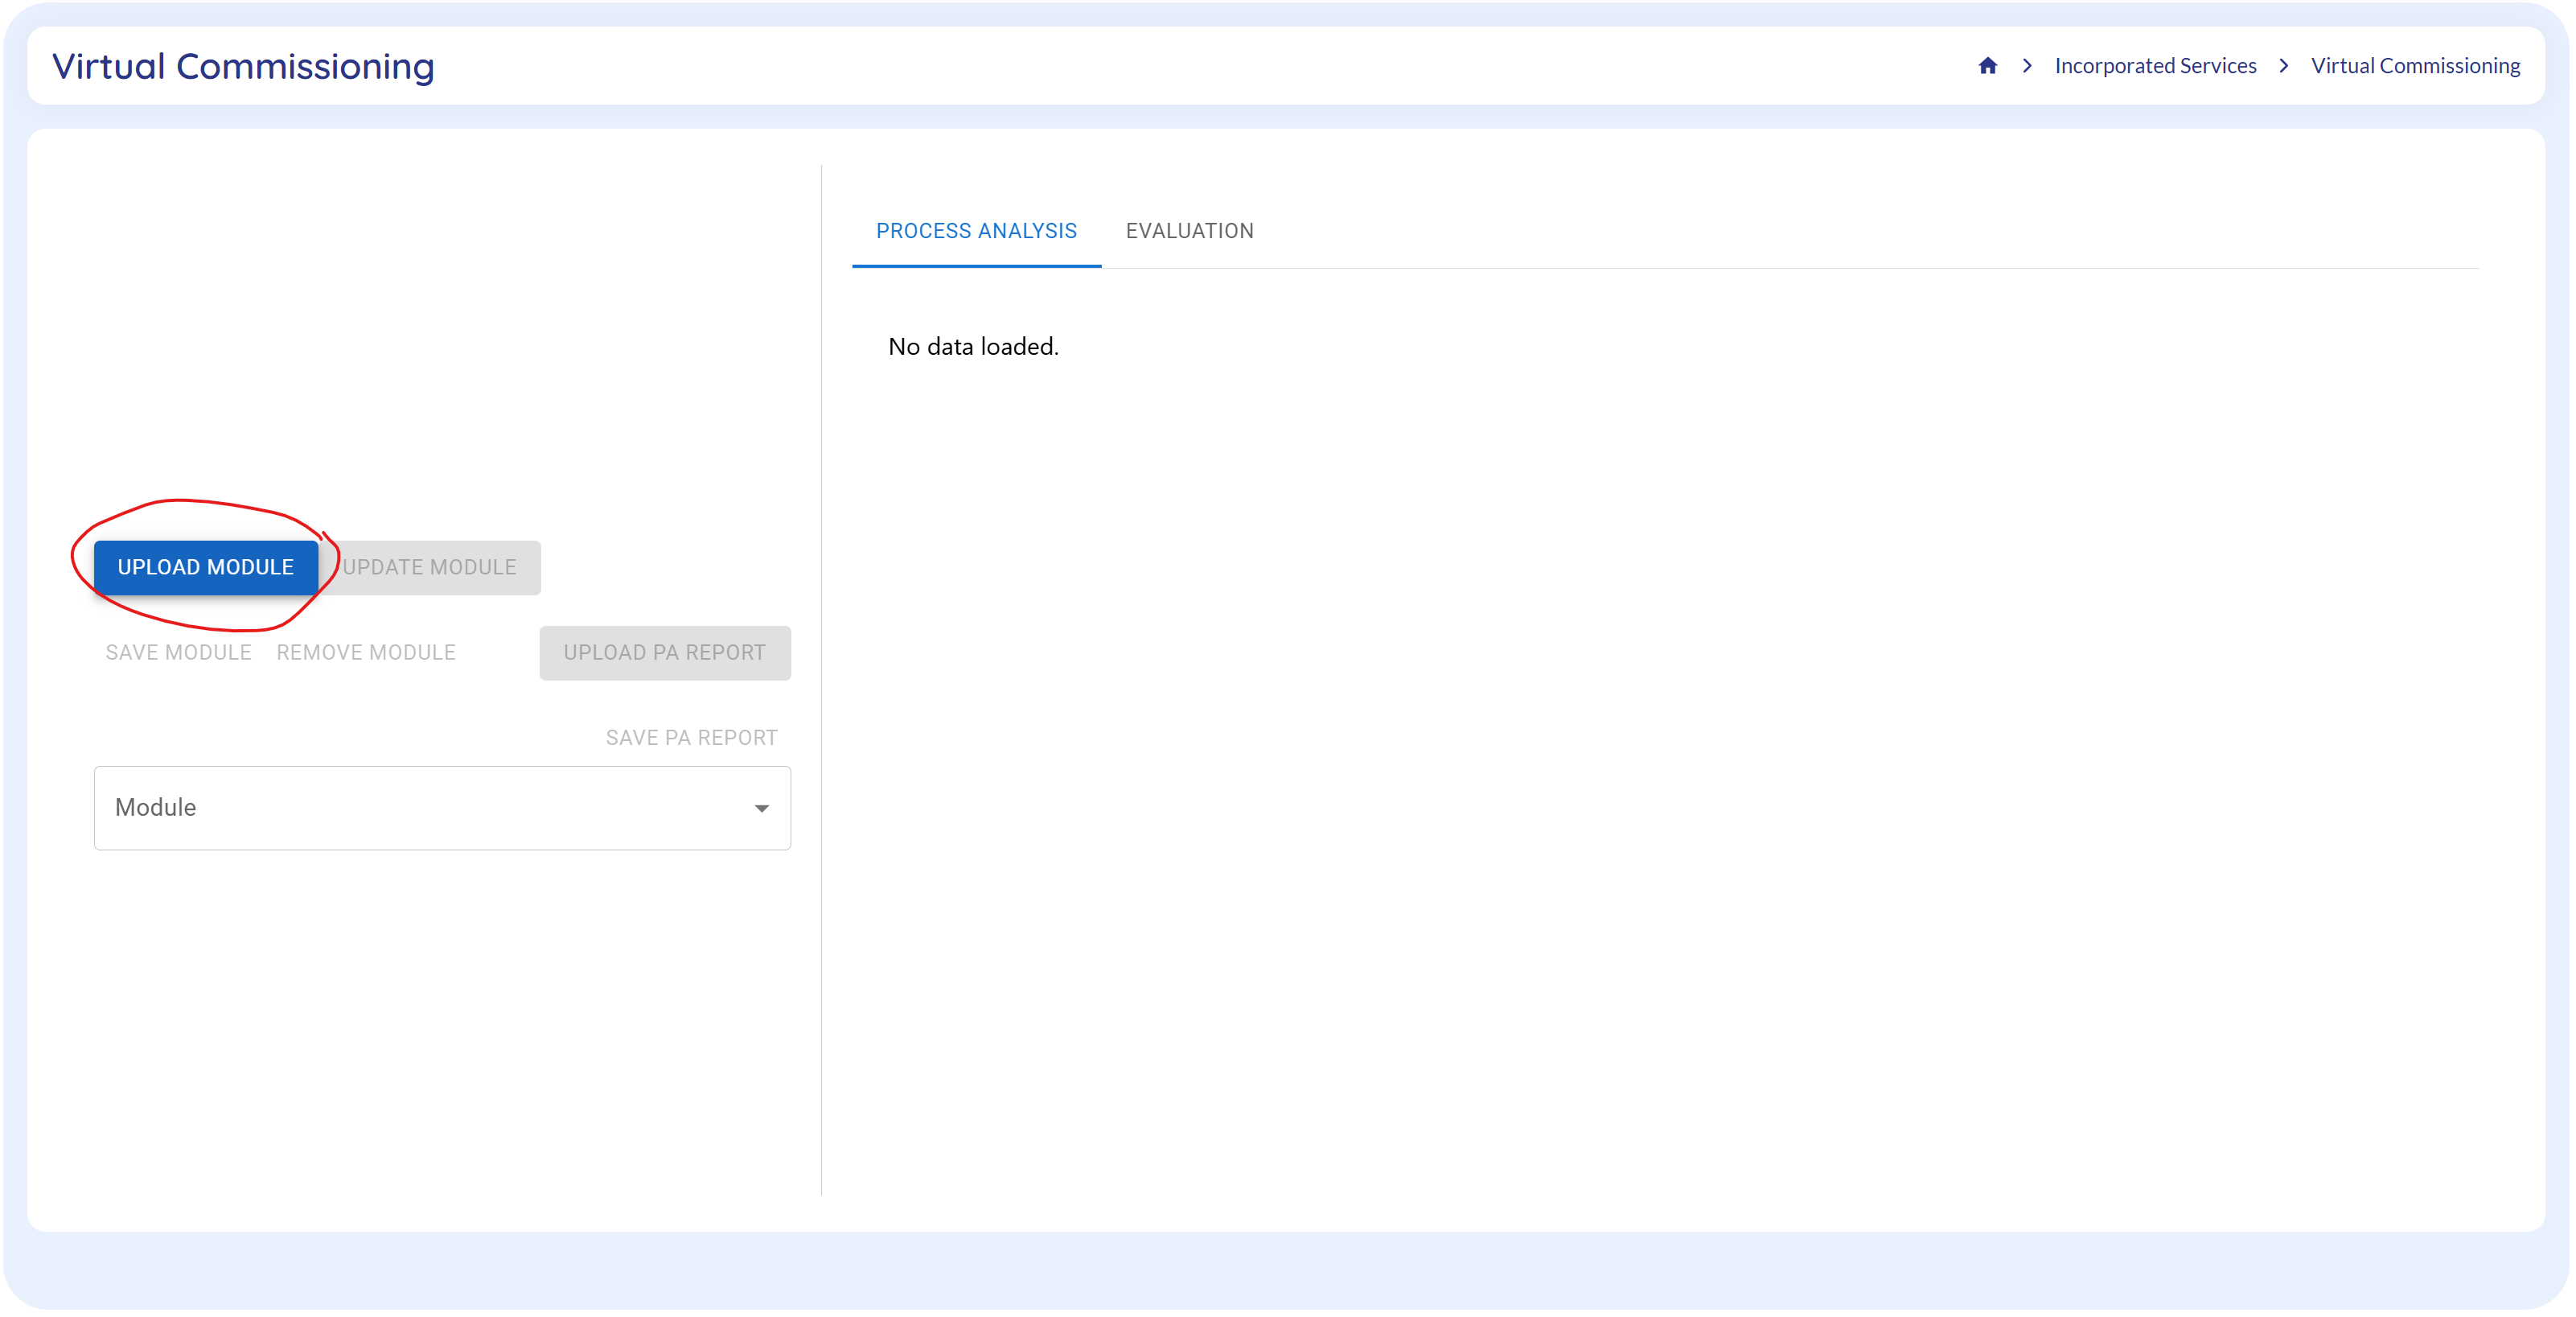 Virtual Commissioning
Incorporated Services Virtual Commissioning
PROCESS ANALYSIS EVALUATION
No data loaded.
UPLOAD MODULE UPDATE MODULE
SAVE MODULE REMOVE MODULE UPLOAD PA REPORT
SAVE PA REPORT
Module